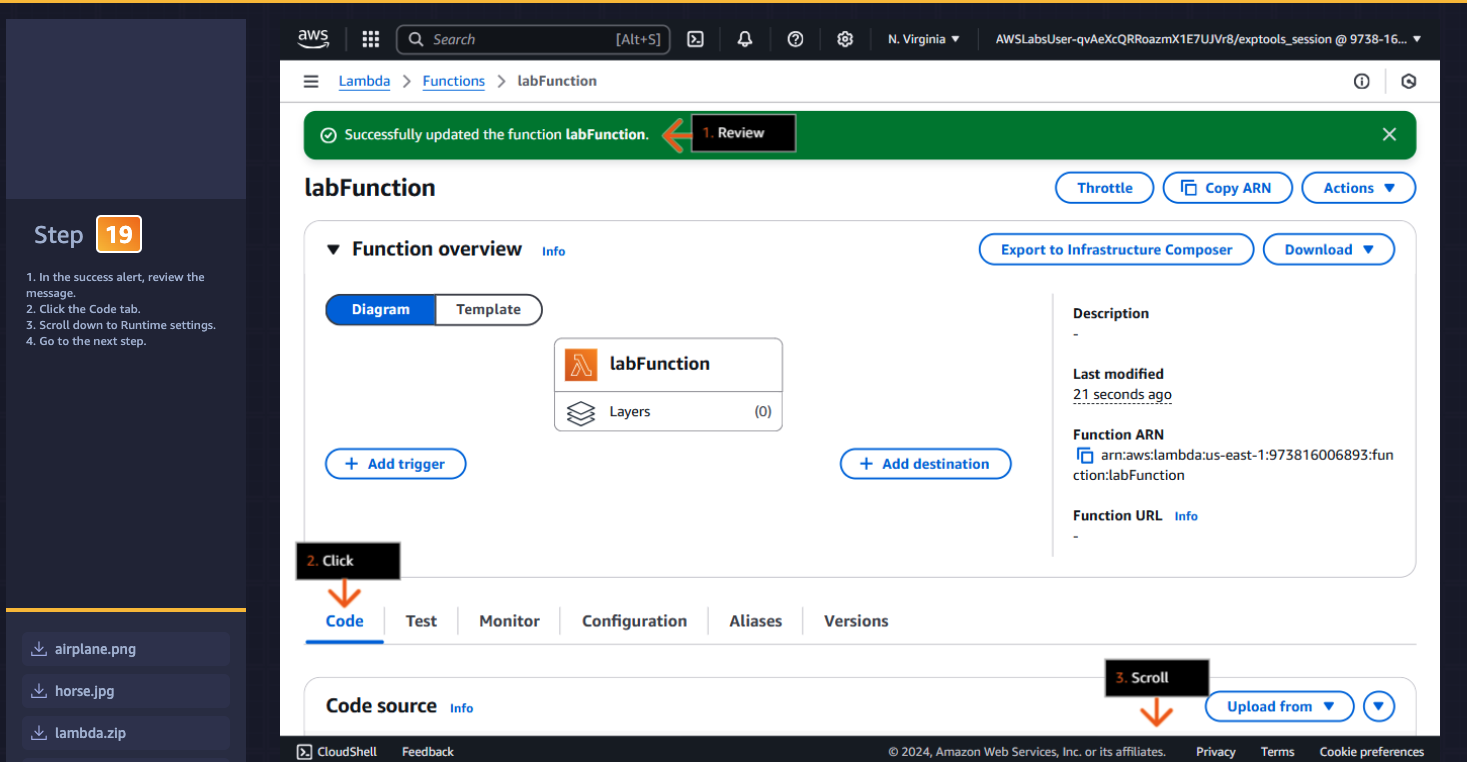 Step 19
1. In the success alert, review the
message.
2. Click the Code tab.
3. Scroll down to Runtime settings.
4. Go to the next step.
airplane.png
horse.jpg
lambda.zip
aws
Search [Alt+S]
N. Virginia
AWSLabsUser-qvAeXcQRRoazmX1E7UJVr8/exptools_session @ 9738-16...
Lambda > Functions > labFunction
Successfully updated the function labFunction.
1. Review
labFunction
Throttle
Copy ARN
Actions
Function overview Info
Export to Infrastructure Composer
Download
Diagram
Template
labFunction
Layers (0)
+ Add trigger
+ Add destination
Description
-
Last modified
21 seconds ago
Function ARN
arn:aws:lambda:us-east-1:973816006893:fun
ction:labFunction
Function URL Info
-
2. Click
Code
Test
Monitor
Configuration
Aliases
Versions
3. Scroll
Code source Info
Upload from
CloudShell
Feedback
© 2024, Amazon Web Services, Inc. or its affiliates.
Privacy
Terms
Cookie preferences